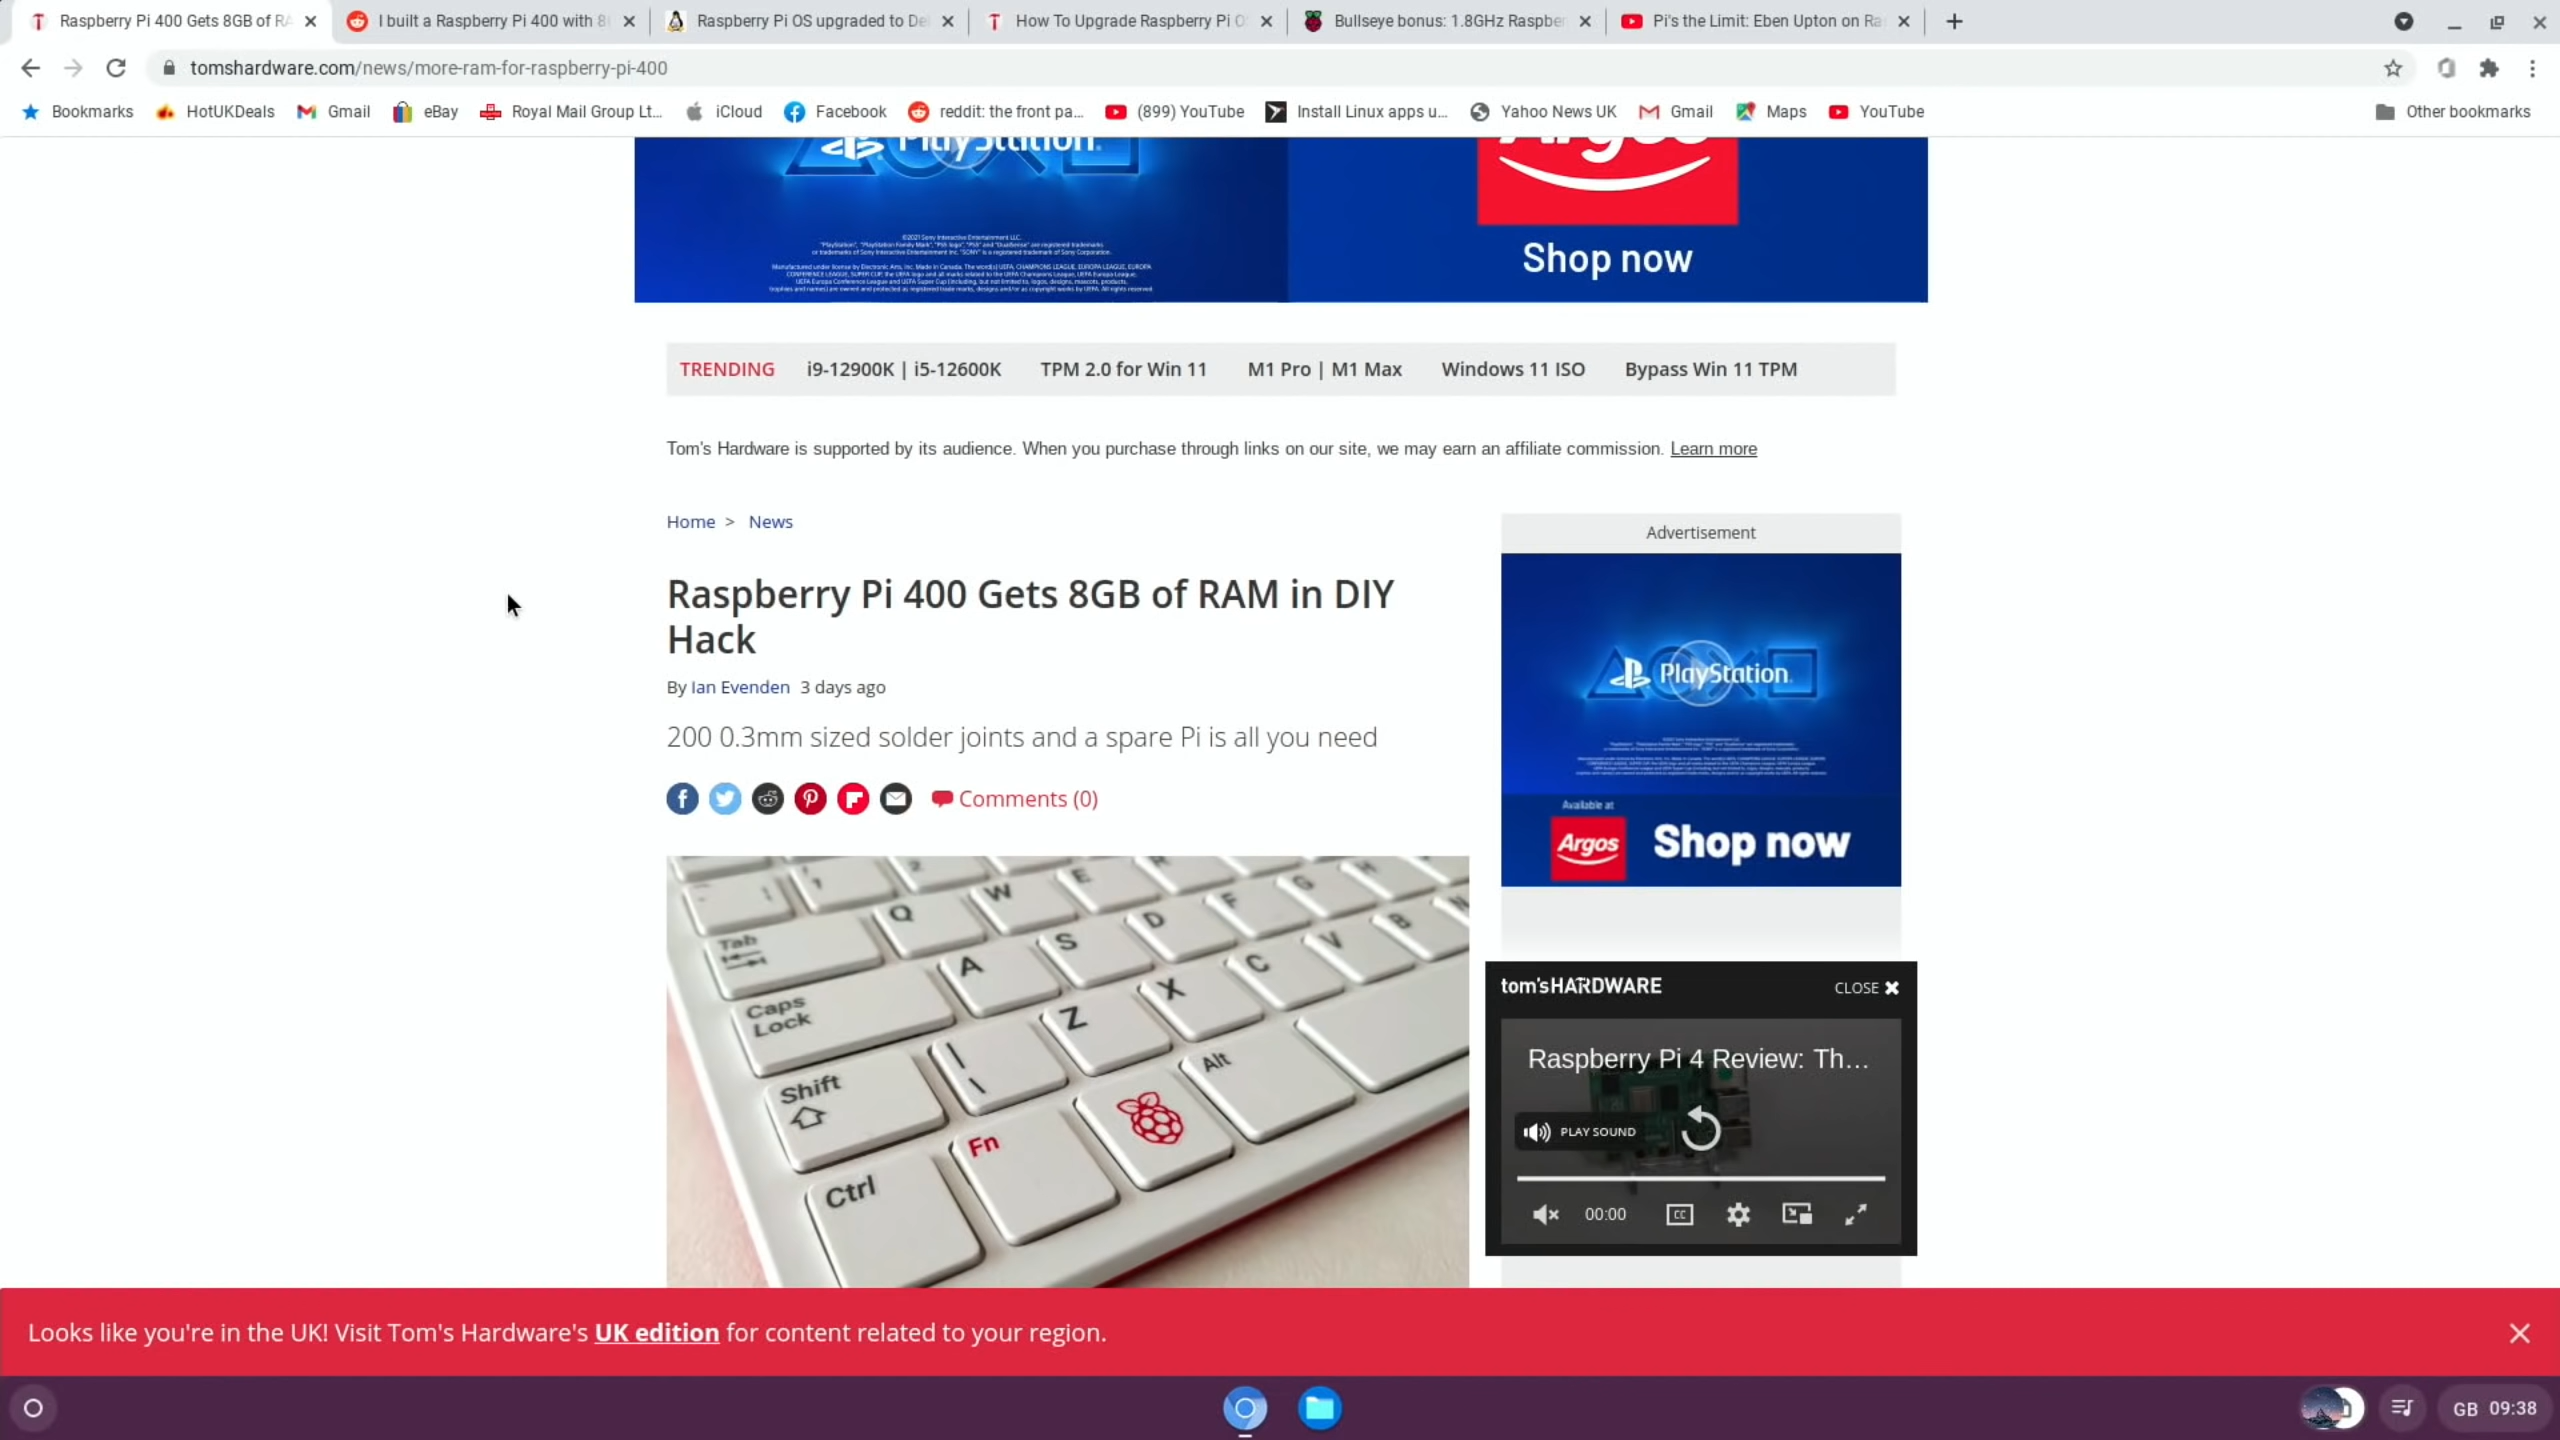 Raspberry Pi 400 Gets 8GB of RA
I built a Raspberry Pi 400 with 8
Raspberry Pi OS upgraded to De
How To Upgrade Raspberry Pi O
Bullseye bonus: 1.8GHz Raspber
Pi's the Limit: Eben Upton on Ra
tomshardware.com/news/more-ram-for-raspberry-pi-400
Bookmarks
HotUKDeals
Gmail
eBay
Royal Mail Group Lt...
iCloud
Facebook
reddit: the front pa...
(899) YouTube
Install Linux apps u...
Yahoo News UK
Gmail
Maps
YouTube
Other bookmarks
PlayStation
Argos
Shop now
TRENDING i9-12900K | i5-12600K TPM 2.0 for Win 11 M1 Pro | M1 Max Windows 11 ISO Bypass Win 11 TPM
Tom's Hardware is supported by its audience. When you purchase through links on our site, we may earn an affiliate commission. Learn more
Home > News
Raspberry Pi 400 Gets 8GB of RAM in DIY
Hack
By Ian Evenden 3 days ago
200 0.3mm sized solder joints and a spare Pi is all you need
Comments (0)
Advertisement
PlayStation
Available at
Argos
Shop now
Q W E R
Tab
A S D F G H
Caps
Lock
Z X C V B N
Shift
Alt
Fn
Ctrl
tom'sHARDWARE
CLOSE
Raspberry Pi 4 Review: Th...
PLAY SOUND
00:00
CC
Looks like you're in the UK! Visit Tom's Hardware's UK edition for content related to your region.
GB 09:38